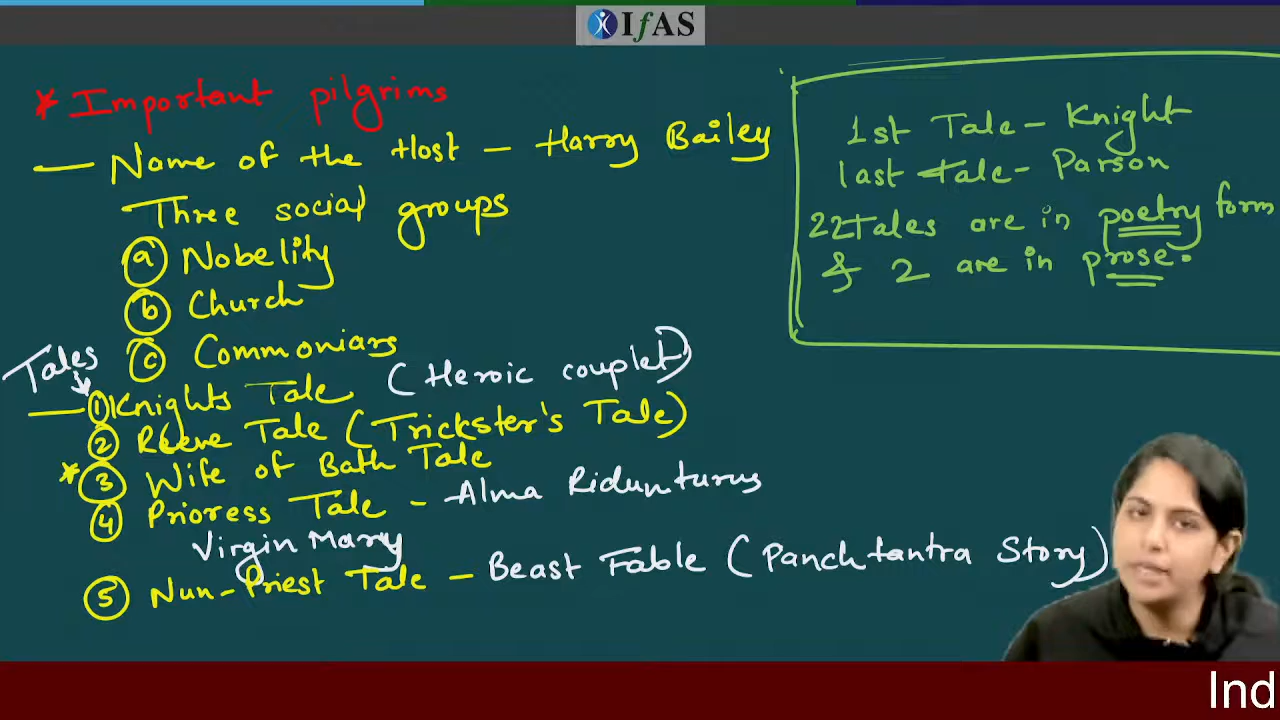 IfAS
* Important pilgrims
— Name of the Host - Harry Bailey
Three social groups
a Nobelity
b Church
c Commoniars
Tales
1 Knights Tale (Heroic couplet)
2 Reeve Tale (Trickster's Tale)
* 3 Wife of Bath Tale
4 Prioress Tale - Alma Ridumturus
Virgin Mary
5 Nun-Priest Tale - Beast Fable (Panchtantra Story)
1st Tale - Knight
last Tale - Parson
22 Tales are in poetry form
& 2 are in prose.
Ind